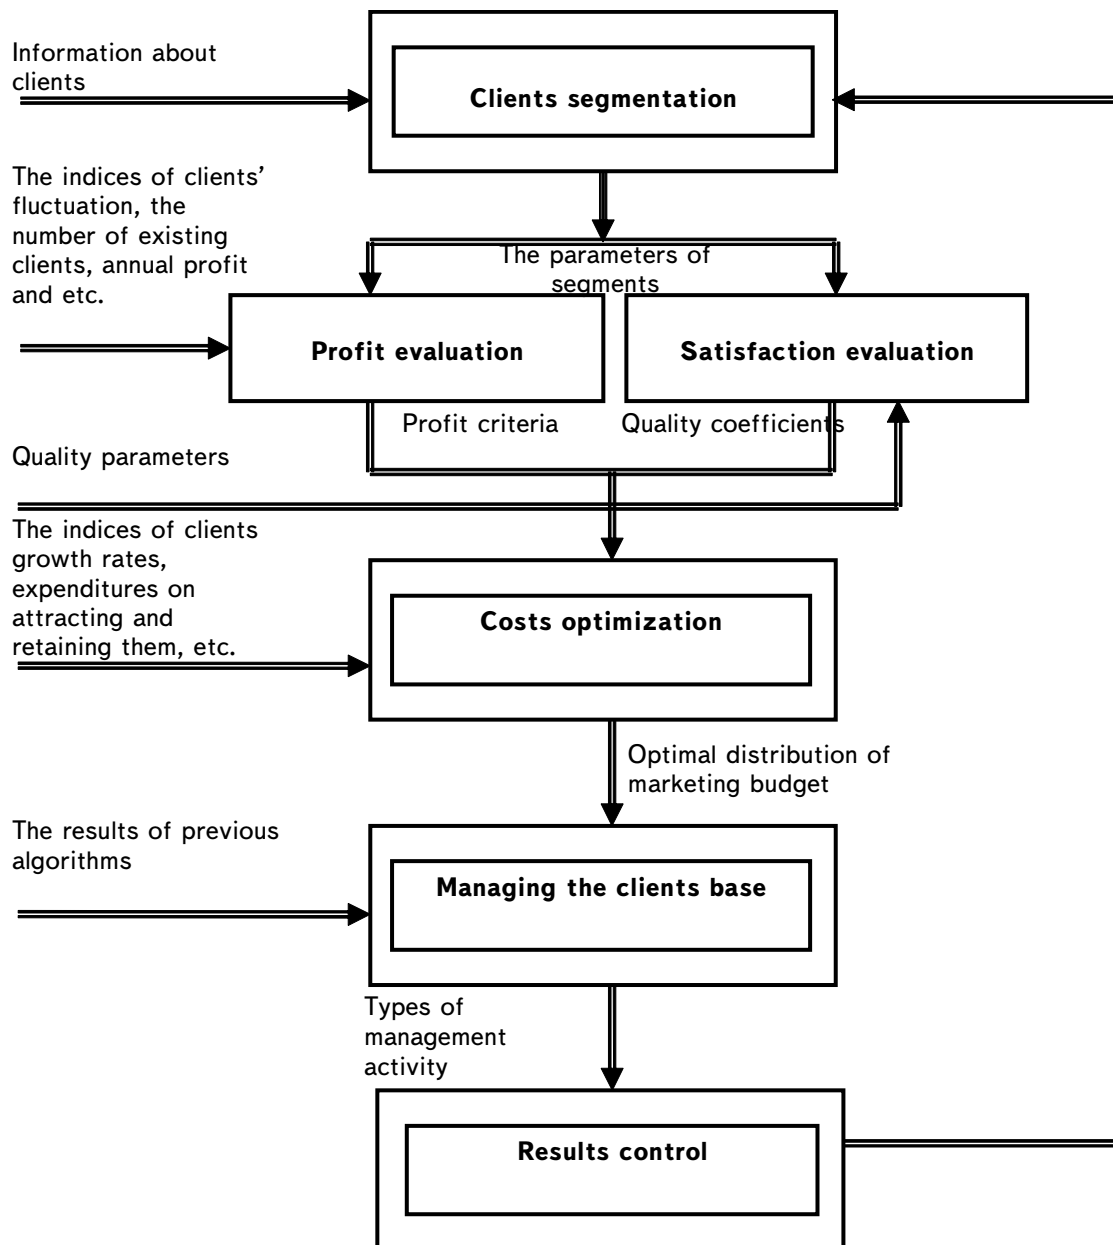 Information about
clients
Clients segmentation
The indices of clients’
fluctuation, the
number of existing
clients, annual profit
and etc.
The parameters of
segments
Profit evaluation
Satisfaction evaluation
Profit criteria
Quality coefficients
Quality parameters
The indices of clients
growth rates,
expenditures on
attracting and
retaining them, etc.
Costs optimization
Optimal distribution of
marketing budget
The results of previous
algorithms
Managing the clients base
Types of
management
activity
Results control